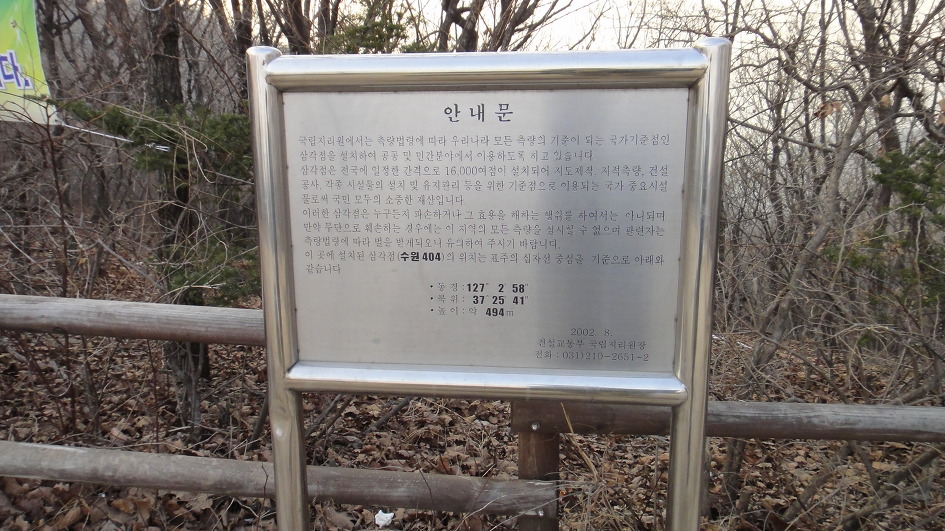 다.
안내문
국립지리원에서는 측량법령에 따라 우리나라 모든 측량의 기준이 되는 국가기준점인
삼각점을 설치하여 공공 및 민간분야에서 이용하도록 하고 있습니다.
삼각점은 전국에 일정한 간격으로 16,000여점이 설치되어 지도제작, 지적측량, 건설
공사, 각종 시설물의 설치 및 유지관리 등을 위한 기준점으로 이용되는 국가 중요시설
물로써 국민 모두의 소중한 재산입니다.
이러한 삼각점은 누구든지 파손하거나 그 효용을 해하는 행위를 하여서는 아니되며
만약 무단으로 훼손하는 경우에는 이 지역의 모든 측량을 실시할 수 없으며 관련자는
측량법령에 따라 벌을 받게되오니 유의하여 주시기 바랍니다.
이 곳에 설치된 삼각점(수원 404)의 위치는 표주의 십자선 중심을 기준으로 아래와
같습니다
• 동경 : 127° 2′ 58″
• 북위 : 37° 25′ 41″
• 높이 : 약 494m
2002. 8.
건설교통부 국립지리원장
전화 : 031)210-2651~2